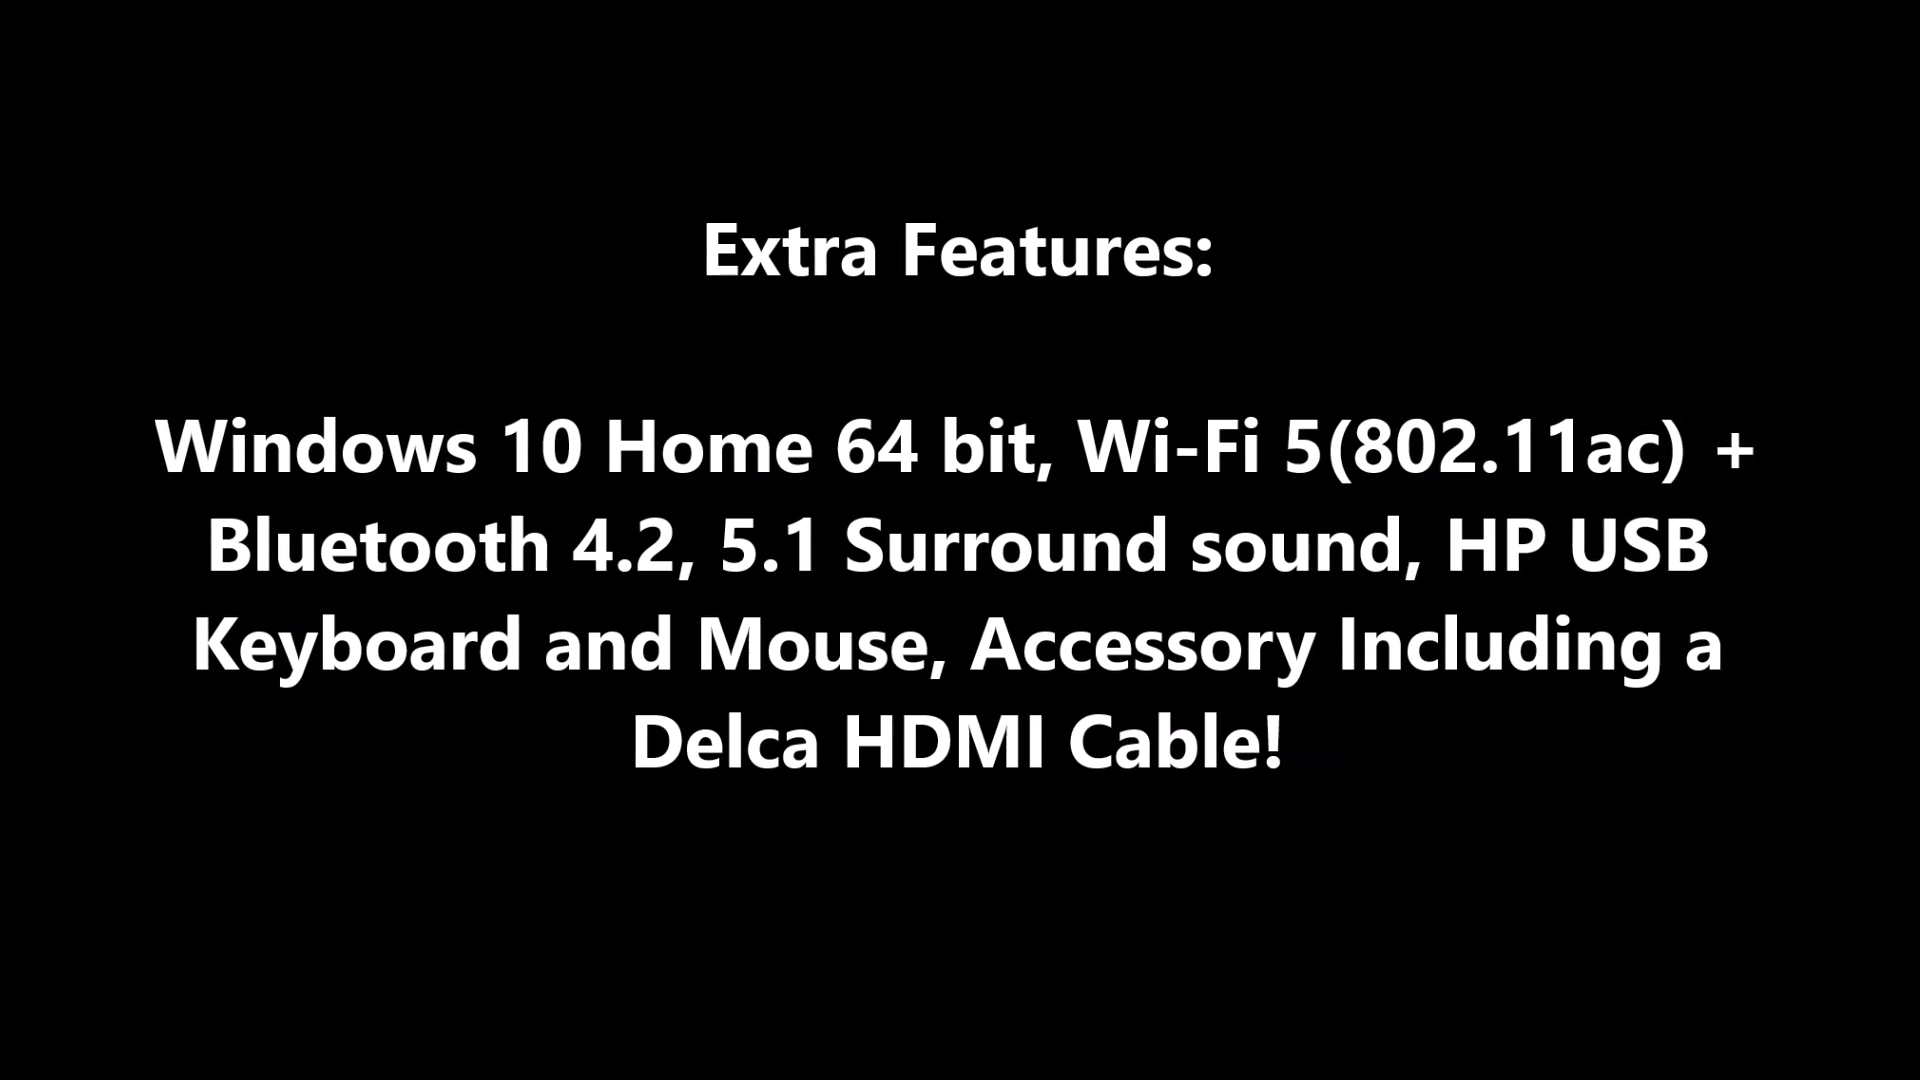 Extra Features:
Windows 10 Home 64 bit, Wi-Fi 5(802.11ac) +
Bluetooth 4.2, 5.1 Surround sound, HP USB
Keyboard and Mouse, Accessory Including a
Delca HDMI Cable!